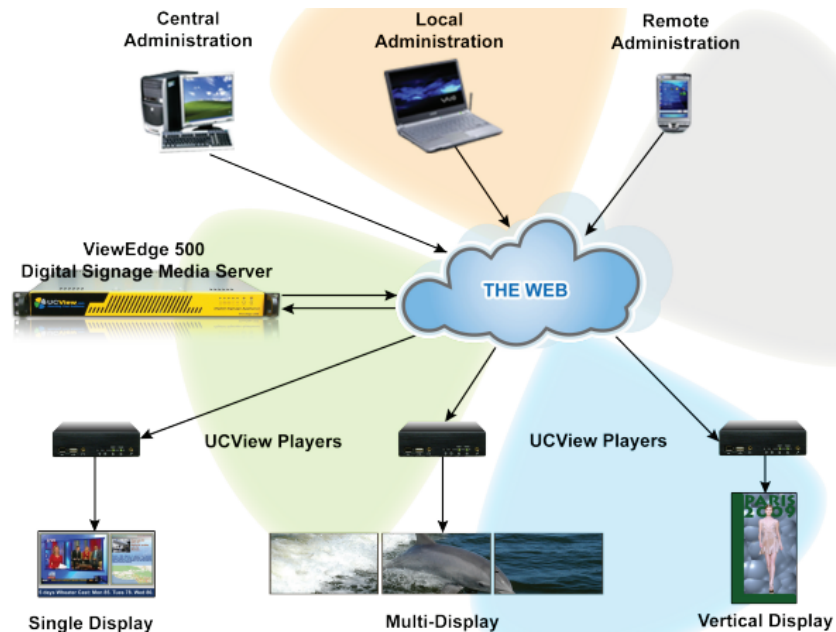 Central
Administration
Local
Administration
Remote
Administration
ViewEdge 500
Digital Signage Media Server
UCView
THE WEB
UCView Players
UCView Players
PARIS
2009
Single Display
Multi-Display
Vertical Display